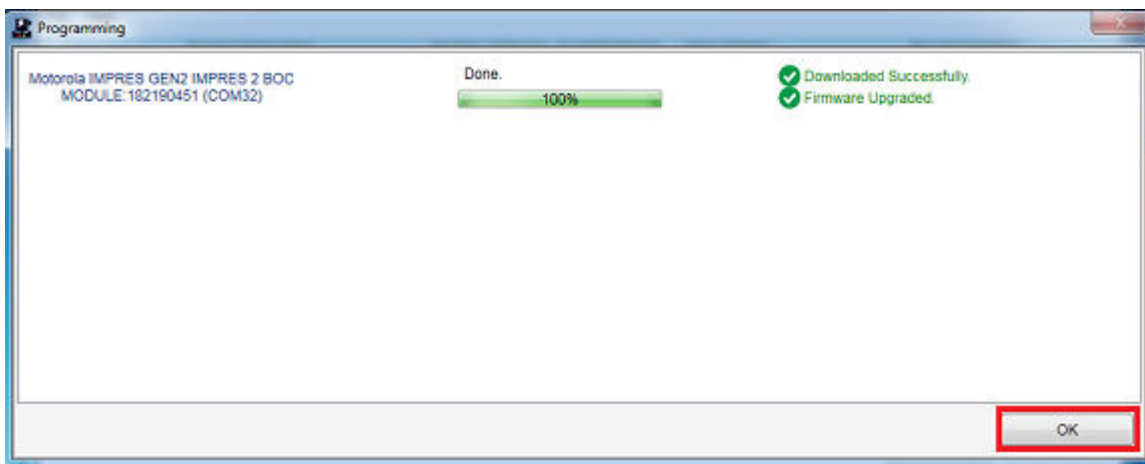 Programming
Motorola IMPRES GEN2 IMPRES 2 BOC
MODULE:182190451 (COM32)
Done.
100%
Downloaded Successfully.
Firmware Upgraded.
OK